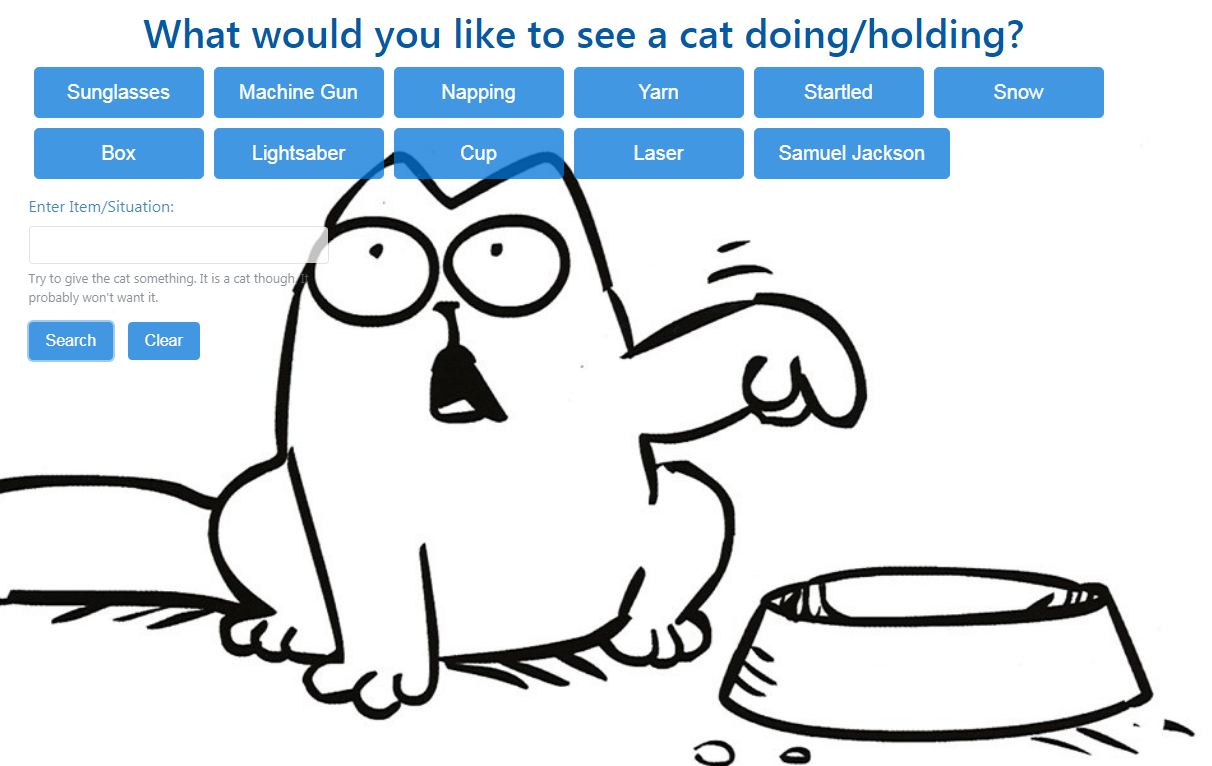 What would you like to see a cat doing/holding?
Sunglasses Machine Gun Napping Yarn Startled Snow
Box Lightsaber Cup Laser Samuel Jackson
Enter Item/Situation:
Try to give the cat something. It is a cat though. It
probably won't want it.
Search Clear